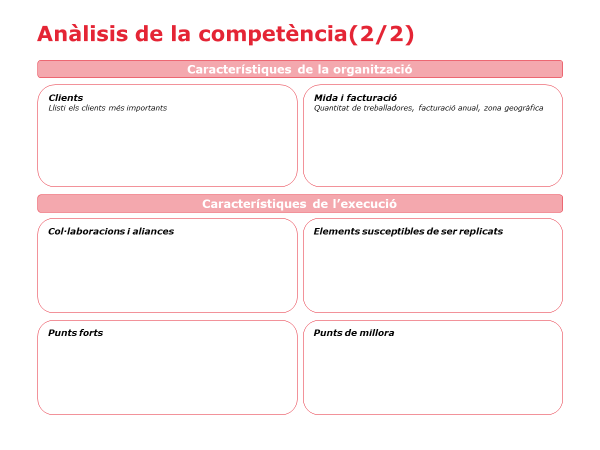 Anàlisis de la competència(2/2)
Característiques de la organització
Clients
Llisti els clients més importants
Mida i facturació
Quantitat de treballadores, facturació anual, zona geogràfica
Característiques de l’execució
Col·laboracions i aliances
Elements susceptibles de ser replicats
Punts forts
Punts de millora